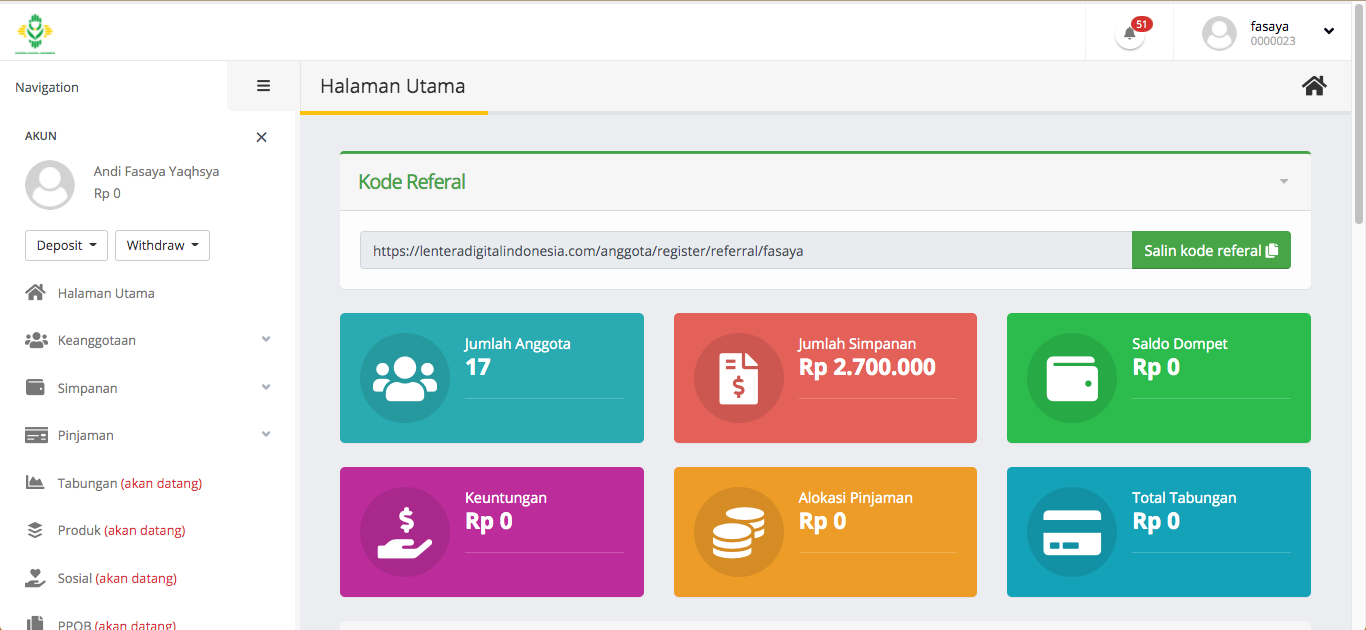 51
fasaya
0000023
Navigation
Halaman Utama
AKUN
Andi Fasaya Yaqhsya
Rp 0
Deposit
Withdraw
Halaman Utama
Keanggotaan
Simpanan
Pinjaman
Tabungan (akan datang)
Produk (akan datang)
Sosial (akan datang)
PPOB (akan datang)
Kode Referal
https://lenteradigitalindonesia.com/anggota/register/referral/fasaya
Salin kode referal
Jumlah Anggota
17
Jumlah Simpanan
Rp 2.700.000
Saldo Dompet
Rp 0
Keuntungan
Rp 0
Alokasi Pinjaman
Rp 0
Total Tabungan
Rp 0